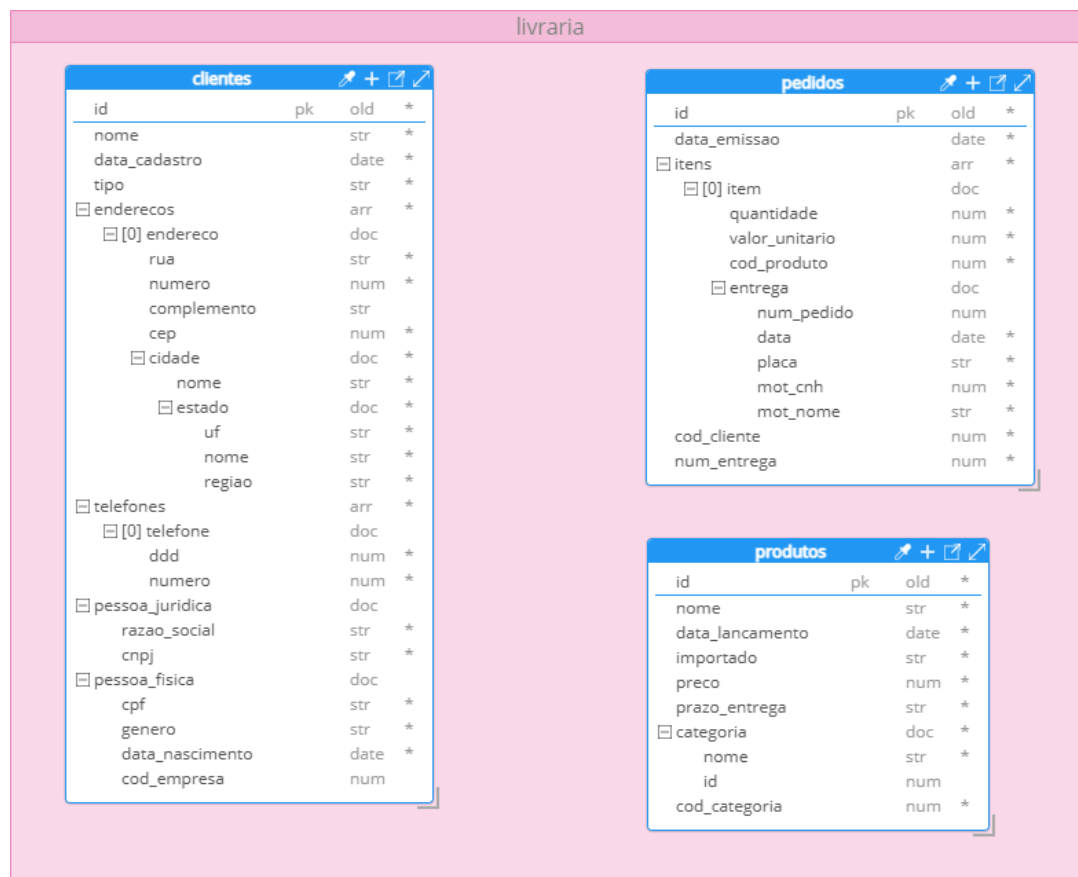 livraria
clientes
id pk old *
nome str *
data_cadastro date *
tipo str *
enderecos arr *
[0] endereco doc
rua str *
numero num *
complemento str
cep num *
cidade doc *
nome str *
estado doc *
uf str *
nome str *
regiao str *
telefones arr *
[0] telefone doc
ddd num *
numero num *
pessoa_juridica doc
razao_social str *
cnpj str *
pessoa_fisica doc
cpf str *
genero str *
data_nascimento date *
cod_empresa num
pedidos
id pk old *
data_emissao date *
itens arr *
[0] item doc
quantidade num *
valor_unitario num *
cod_produto num *
entrega doc
num_pedido num
data date *
placa str *
mot_cnh num *
mot_nome str *
cod_cliente num *
num_entrega num *
produtos
id pk old *
nome str *
data_lancamento date *
importado str *
preco num *
prazo_entrega str *
categoria doc *
nome str *
id num
cod_categoria num *